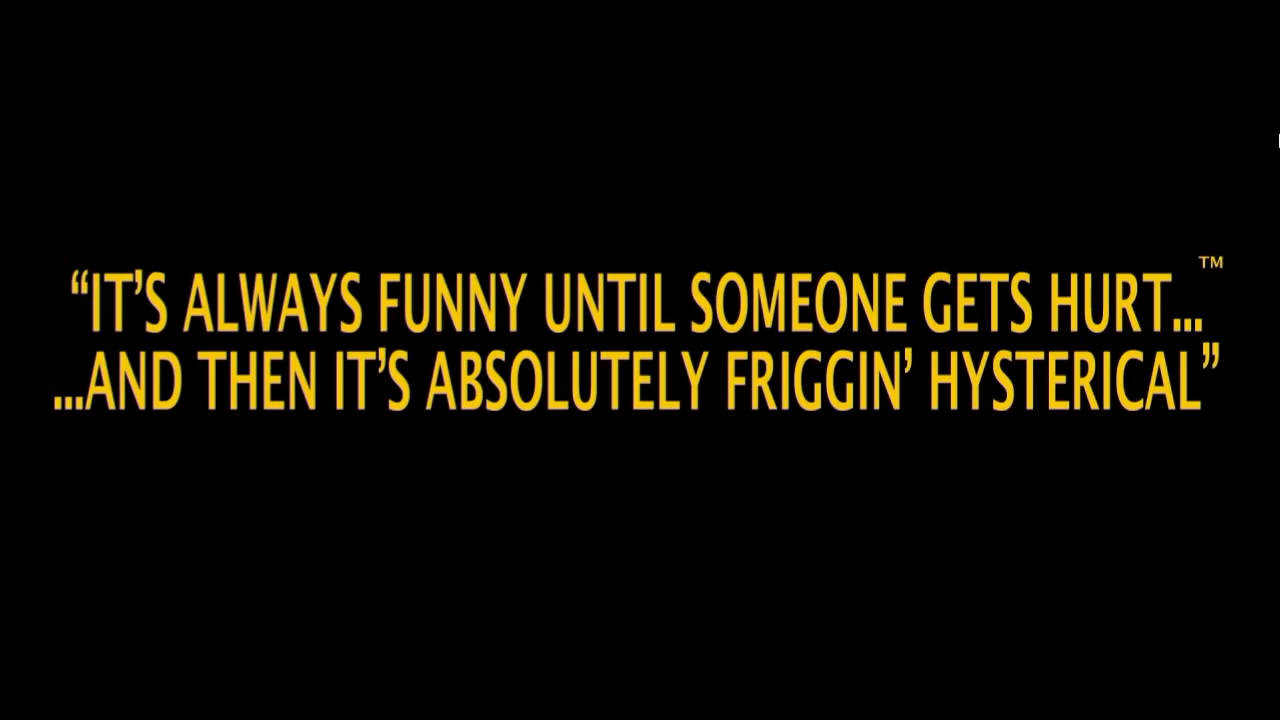 “IT’S ALWAYS FUNNY UNTIL SOMEONE GETS HURT...™
...AND THEN IT’S ABSOLUTELY FRIGGIN’ HYSTERICAL”